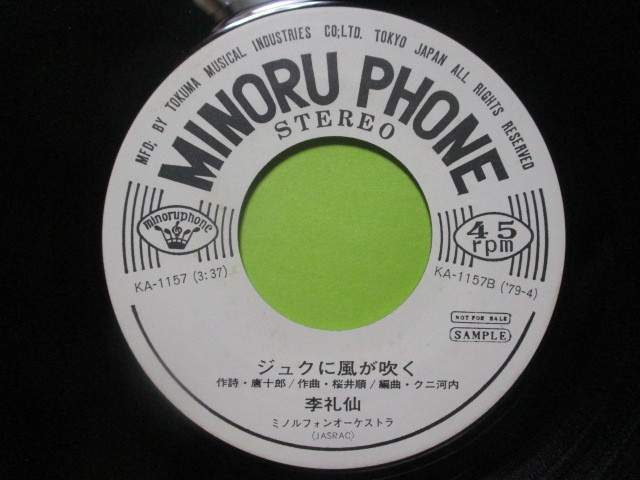 MFD; BY TOKUMA MUSICAL INDUSTRIES CO;LTD. TOKYO JAPAN ALL RIGHTS RESERVED
MINORU PHONE
STEREO
minoruphone
45
rpm
KA-1157 (3:37)
KA-1157B ('79-4)
NOT FOR SALE
SAMPLE
ジュクに風が吹く
作詩・唐十郎/作曲・桜井順/編曲・クニ河内
李礼仙
ミノルフォンオーケストラ
(JASRAC)